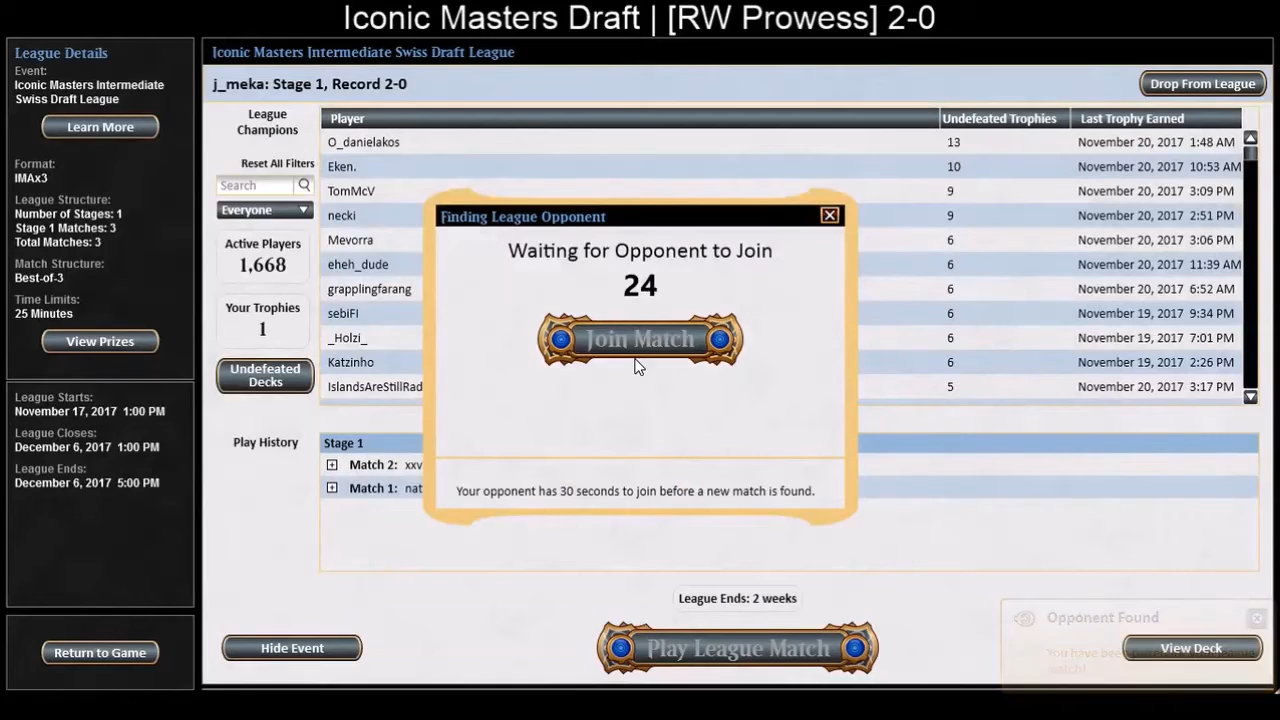 Iconic Masters Draft | [RW Prowess] 2-0
League Details
Event:
Iconic Masters Intermediate
Swiss Draft League
Learn More
Format:
IMAx3
League Structure:
Number of Stages: 1
Stage 1 Matches: 3
Total Matches: 3
Match Structure:
Best-of-3
Time Limits:
25 Minutes
View Prizes
League Starts:
November 17, 2017 1:00 PM
League Closes:
December 6, 2017 1:00 PM
League Ends:
December 6, 2017 5:00 PM
Return to Game
Iconic Masters Intermediate Swiss Draft League
j_meka: Stage 1, Record 2-0
Drop From League
League
Champions
Reset All Filters
Search
Everyone
Active Players
1,668
Your Trophies
1
Undefeated
Decks
Player Undefeated Trophies Last Trophy Earned
O_danielakos 13 November 20, 2017 1:48 AM
Eken. 10 November 20, 2017 10:53 AM
TomMcV 9 November 20, 2017 3:09 PM
necki 9 November 20, 2017 2:51 PM
Mevorra 6 November 20, 2017 3:06 PM
eheh_dude 6 November 20, 2017 11:39 AM
grapplingfarang 6 November 20, 2017 6:52 AM
sebiFI 6 November 19, 2017 9:34 PM
_Holzi_ 6 November 19, 2017 7:01 PM
Katzinho 6 November 19, 2017 2:26 PM
IslandsAreStillRad 5 November 20, 2017 3:17 PM
Finding League Opponent
Waiting for Opponent to Join
24
Join Match
Your opponent has 30 seconds to join before a new match is found.
Play History
Stage 1
Match 2: xxv
Match 1: nat
League Ends: 2 weeks
Hide Event
Play League Match
Opponent Found
You have been
View Deck
match!